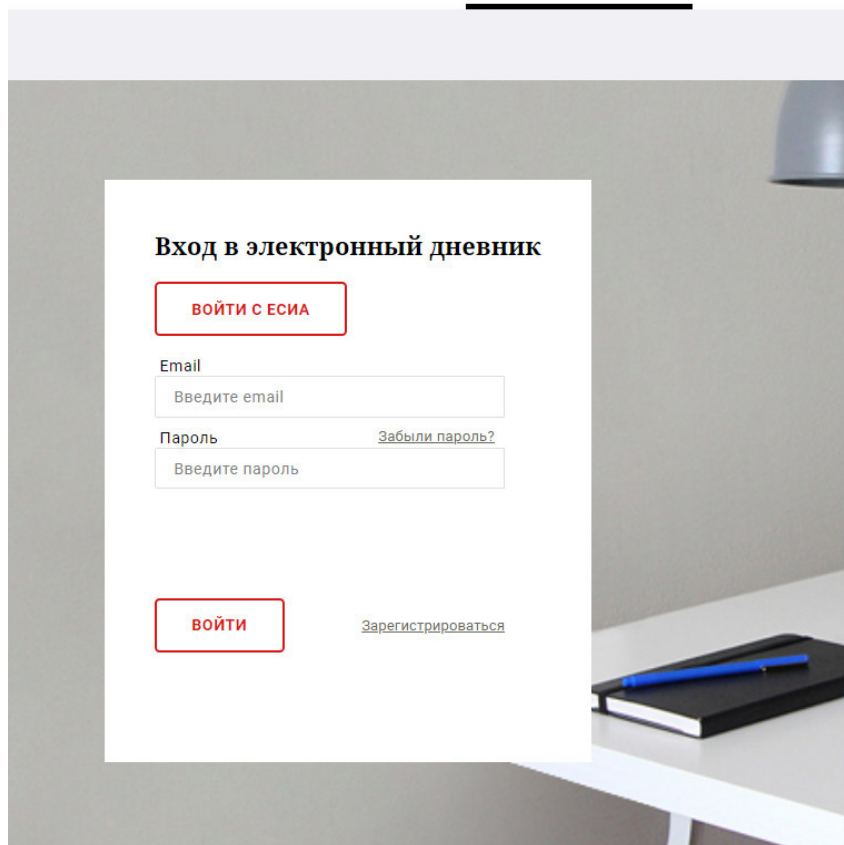 Вход в электронный дневник
ВОЙТИ С ЕСИА
Email
Введите email
Пароль Забыли пароль?
Введите пароль
ВОЙТИ Зарегистрироваться